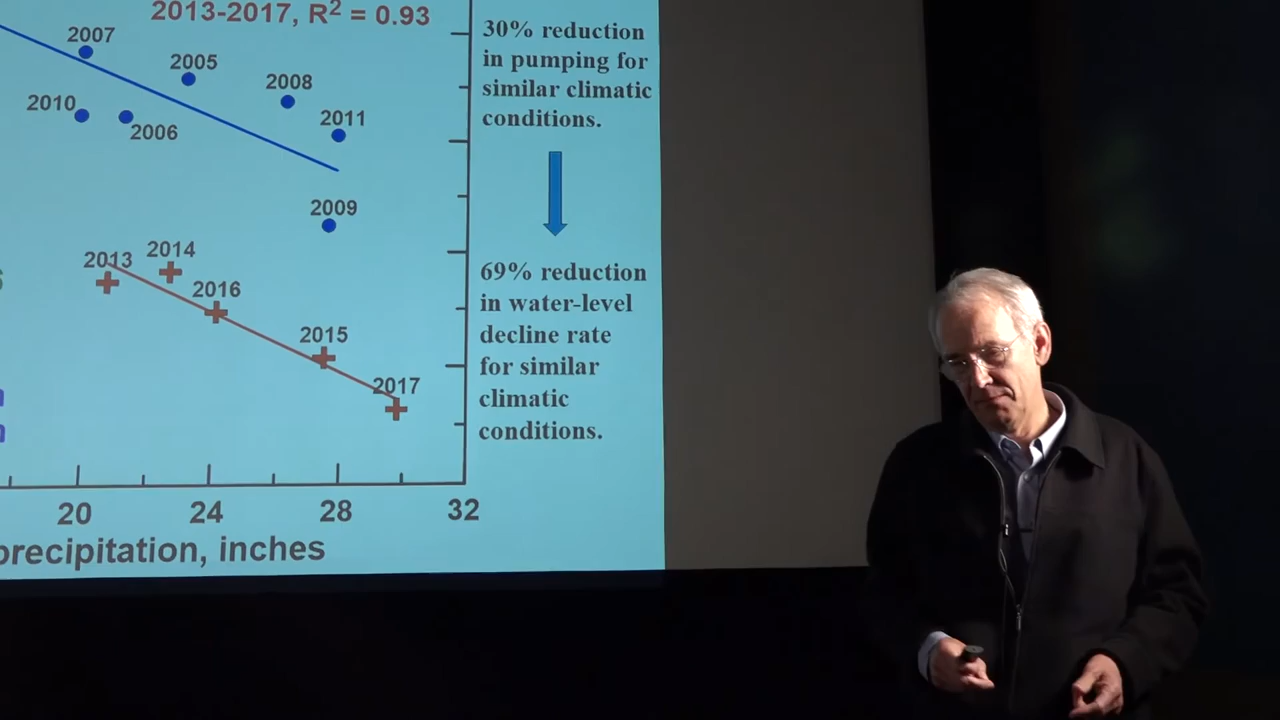 2013-2017, R² = 0.93
2007
2005
2008
2010
2006
2011
2009
2013
2014
2016
2015
2017
30% reduction
in pumping for
similar climatic
conditions.
69% reduction
in water-level
decline rate
for similar
climatic
conditions.
20 24 28 32
precipitation, inches